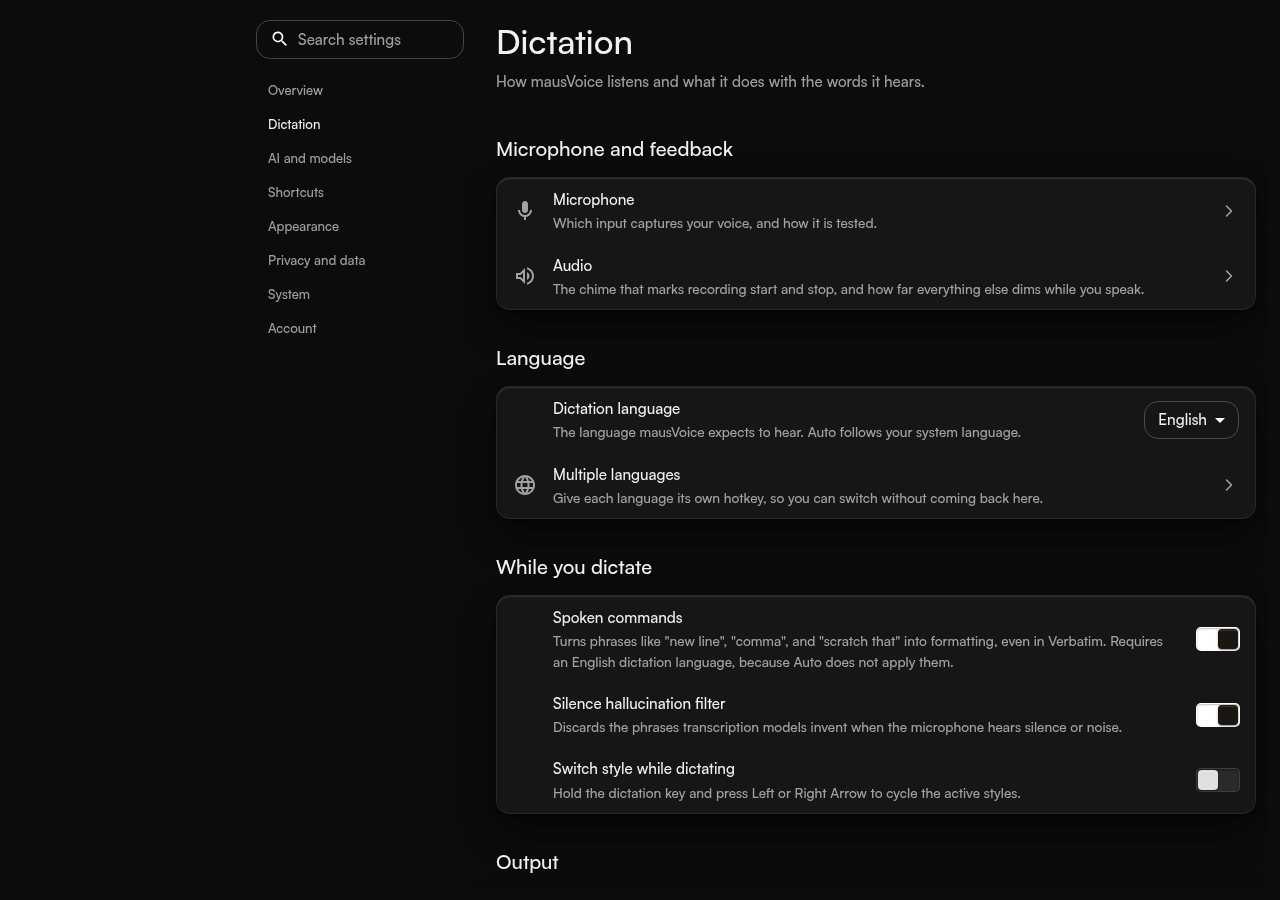 Search settings
Overview
Dictation
AI and models
Shortcuts
Appearance
Privacy and data
System
Account
Dictation
How mausVoice listens and what it does with the words it hears.
Microphone and feedback
Microphone
Which input captures your voice, and how it is tested.
Audio
The chime that marks recording start and stop, and how far everything else dims while you speak.
Language
Dictation language
The language mausVoice expects to hear. Auto follows your system language.
English
Multiple languages
Give each language its own hotkey, so you can switch without coming back here.
While you dictate
Spoken commands
Turns phrases like "new line", "comma", and "scratch that" into formatting, even in Verbatim. Requires
an English dictation language, because Auto does not apply them.
Silence hallucination filter
Discards the phrases transcription models invent when the microphone hears silence or noise.
Switch style while dictating
Hold the dictation key and press Left or Right Arrow to cycle the active styles.
Output